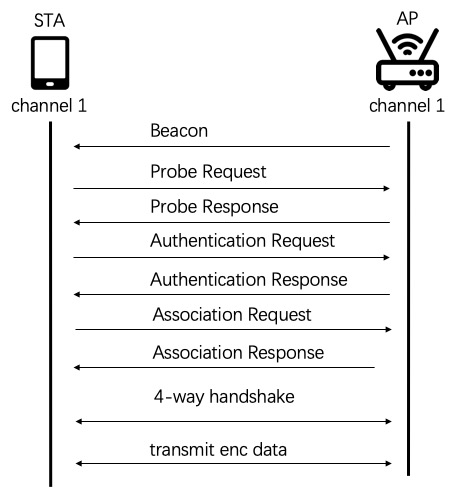 STA
AP
channel 1
channel 1
Beacon
Probe Request
Probe Response
Authentication Request
Authentication Response
Association Request
Association Response
4-way handshake
transmit enc data